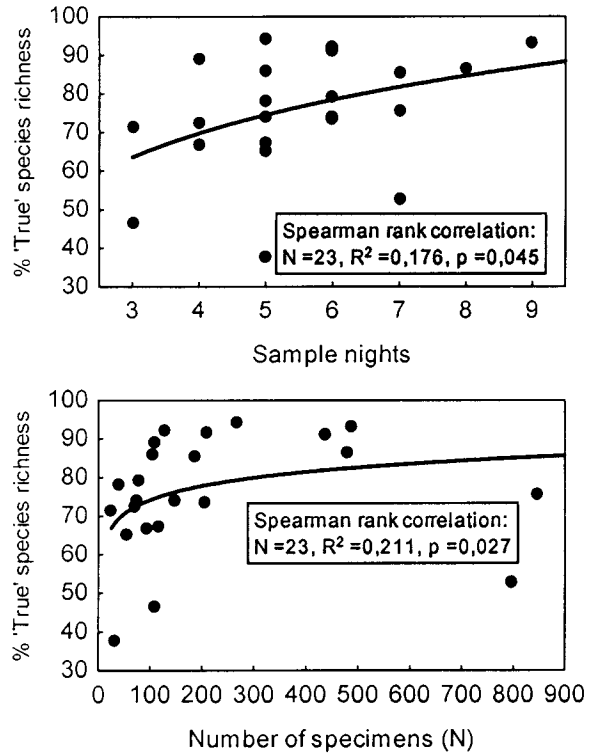 100
90
80
70
60
50
40
30
% 'True' species richness
Spearman rank correlation:
N =23, R² =0,176, p =0,045
3 4 5 6 7 8 9
Sample nights
100
90
80
70
60
50
40
30
% 'True' species richness
Spearman rank correlation:
N =23, R² =0,211, p =0,027
0 100 200 300 400 500 600 700 800 900
Number of specimens (N)